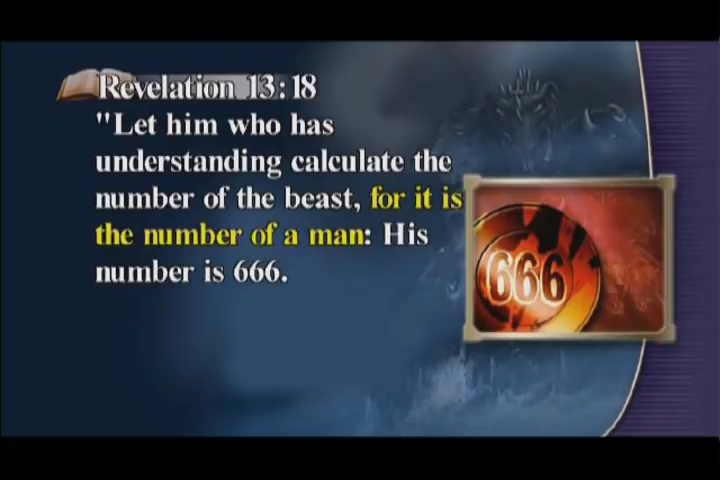 Revelation 13:18
"Let him who has
understanding calculate the
number of the beast, for it is
the number of a man: His
number is 666.
666